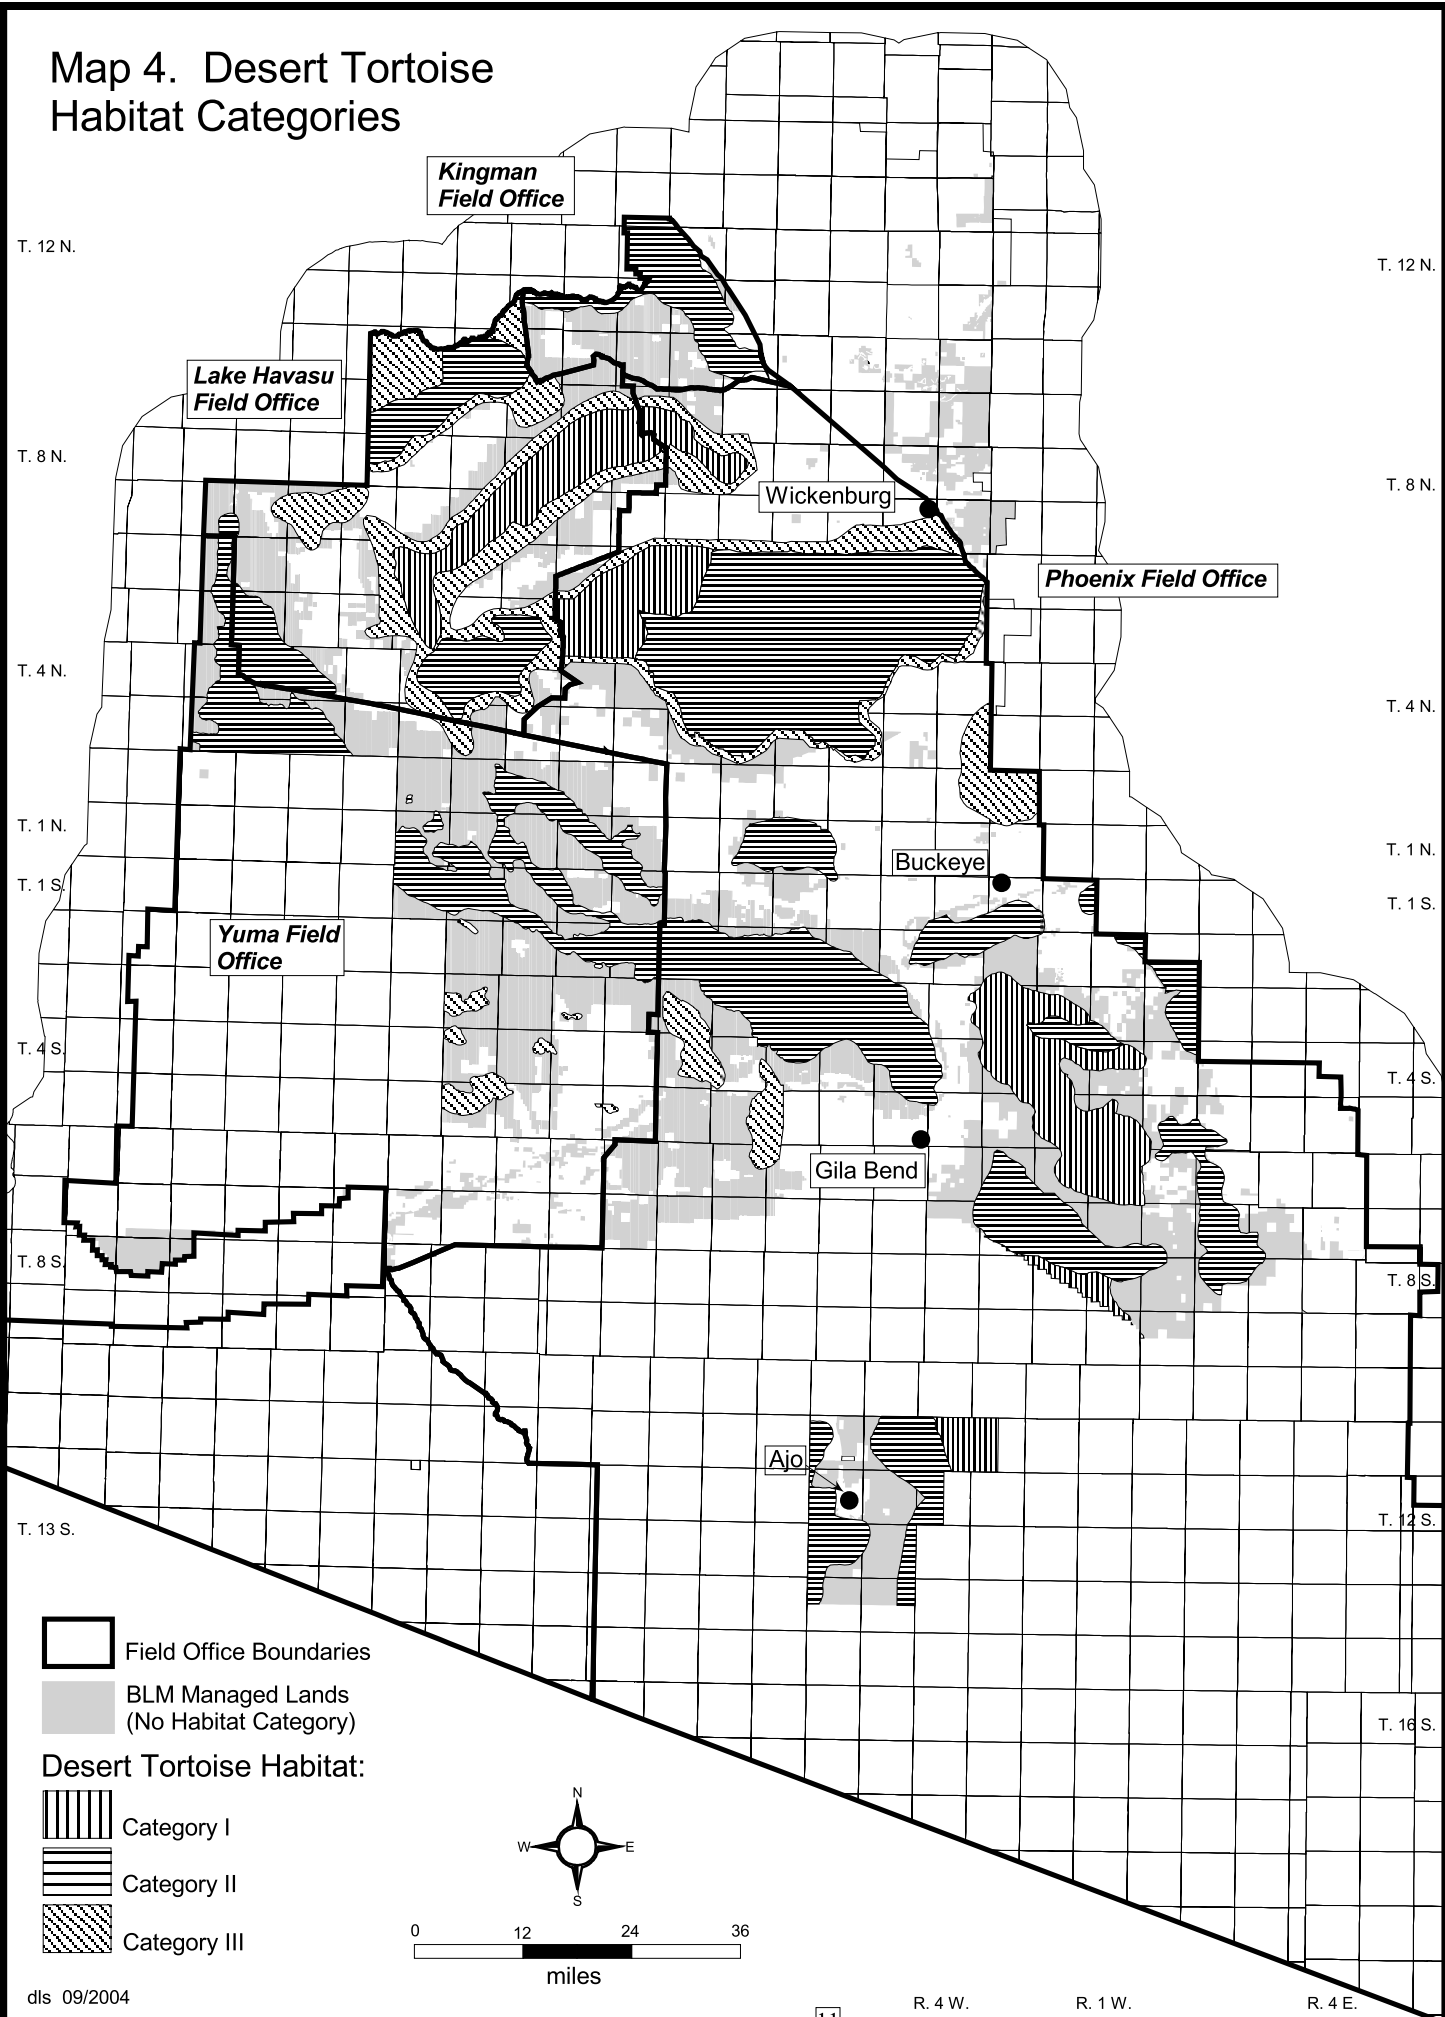 Map 4. Desert Tortoise
Habitat Categories
Kingman
Field Office
T. 12 N.
T. 12 N.
Lake Havasu
Field Office
T. 8 N.
T. 8 N.
Wickenburg
Phoenix Field Office
T. 4 N.
T. 4 N.
T. 1 N.
T. 1 N.
Buckeye
T. 1 S.
T. 1 S.
Yuma Field
Office
T. 4 S.
T. 4 S.
Gila Bend
T. 8 S.
T. 8 S.
Ajo
T. 13 S.
T. 12 S.
Field Office Boundaries
BLM Managed Lands
(No Habitat Category)
T. 16 S.
Desert Tortoise Habitat:
Category I
Category II
Category III
N
W
E
S
0 12 24 36
miles
dls 09/2004
R. 4 W.
R. 1 W.
R. 4 E.